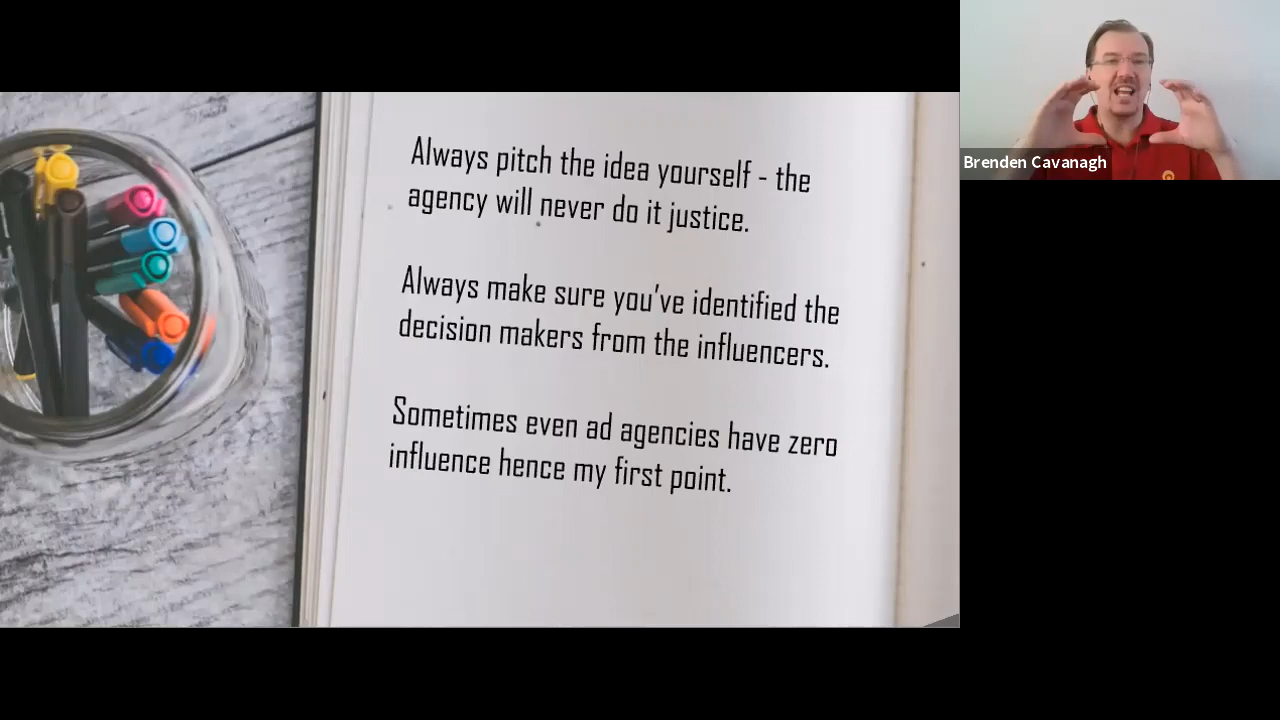 Always pitch the idea yourself - the
agency will never do it justice.
Always make sure you've identified the
decision makers from the influencers.
Sometimes even ad agencies have zero
influence hence my first point.
Brenden Cavanagh